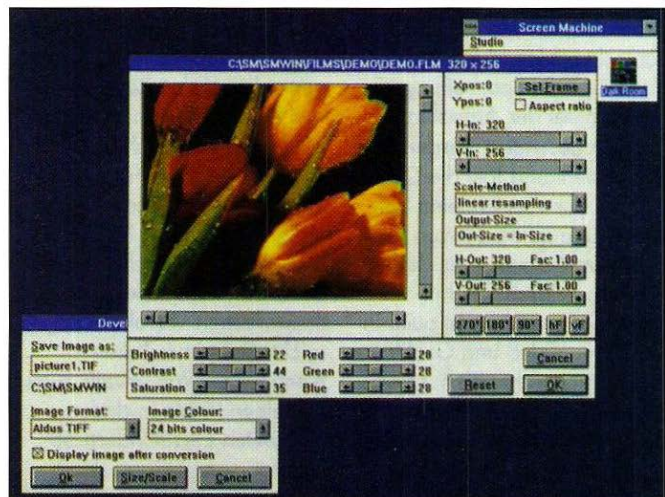 Screen Machine
Studio
Dark Room
C:\SM\SMWIN\FILMS\DEMO\DEMO.FLM 320 x 256
Xpos:0
Set Frame
Ypos:0
Aspect ratio
H-In: 320
V-In: 256
Scale-Method
linear resampling
Output-Size
Out-Size = In-Size
H-Out: 320 Fac: 1.00
V-Out: 256 Fac: 1.00
270° 180° 90° hF vF
Brightness 22 Red 28
Contrast 44 Green 28
Saturation 35 Blue 28
Cancel
Reset OK
Deve
Save Image as:
picture1.TIF
C:\SM\SMWIN
Image Format: Image Colour:
Aldus TIFF 24 bits colour
Display image after conversion
Ok Size/Scale Cancel